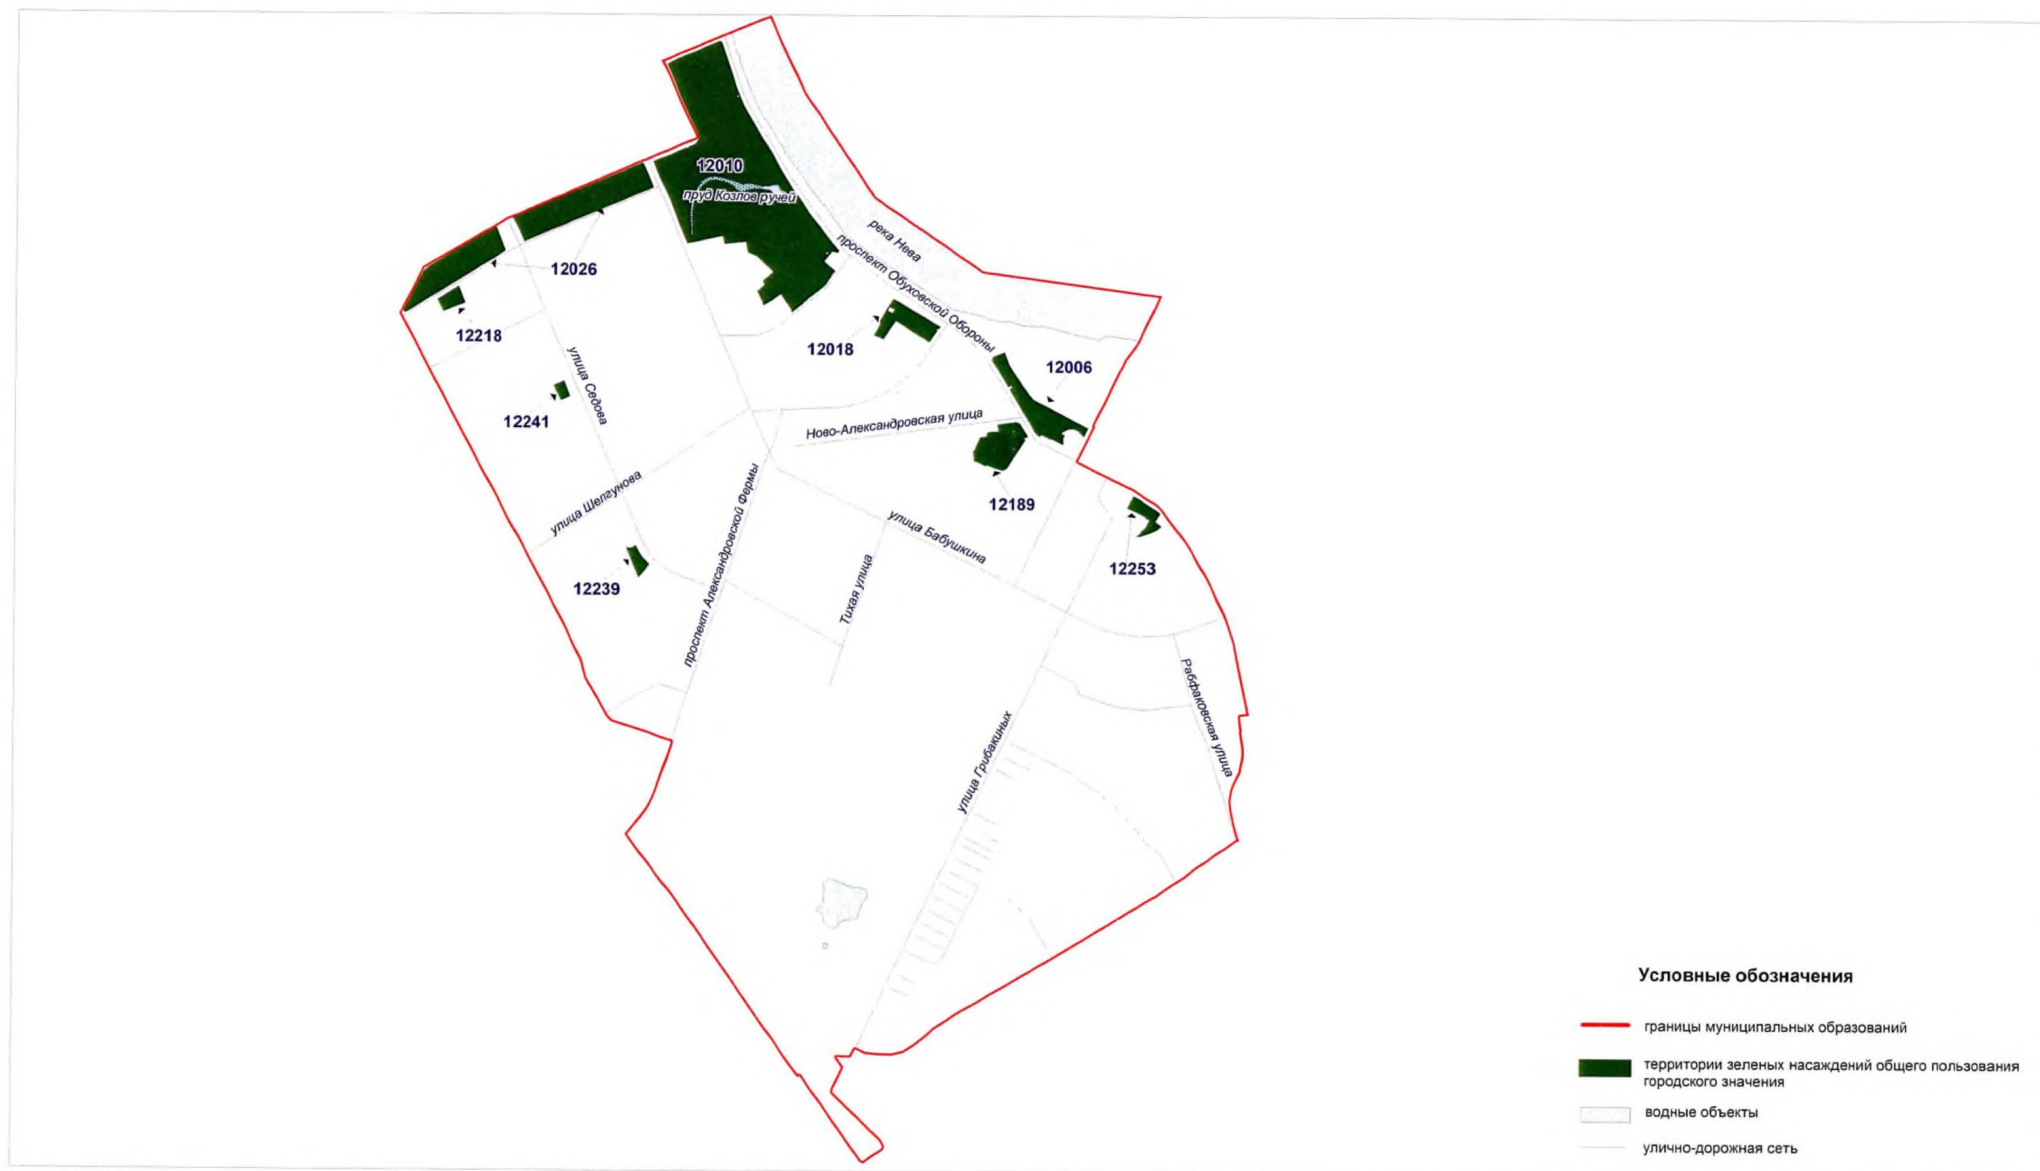 12010
пруд Козлов ручей
река Нева
проспект Обуховской Обороны
12026
12218
12018
12006
улица Седова
12241
Ново-Александровская улица
улица Шелгунова
проспект Александровской Фермы
12189
улица Бабушкина
12239
Тихая улица
12253
Рабфаковская улица
улица Грибакиных
Условные обозначения
границы муниципальных образований
территории зеленых насаждений общего пользования
городского значения
водные объекты
улично-дорожная сеть